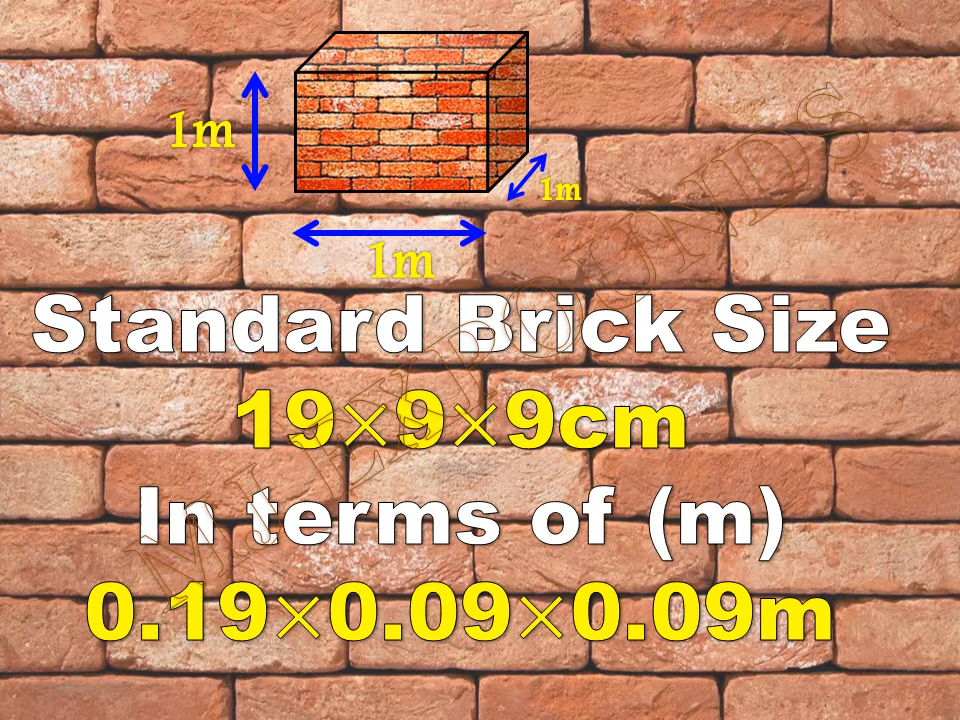 1m
1m
1m
Standard Brick Size
19×9×9cm
In terms of (m)
0.19×0.09×0.09m